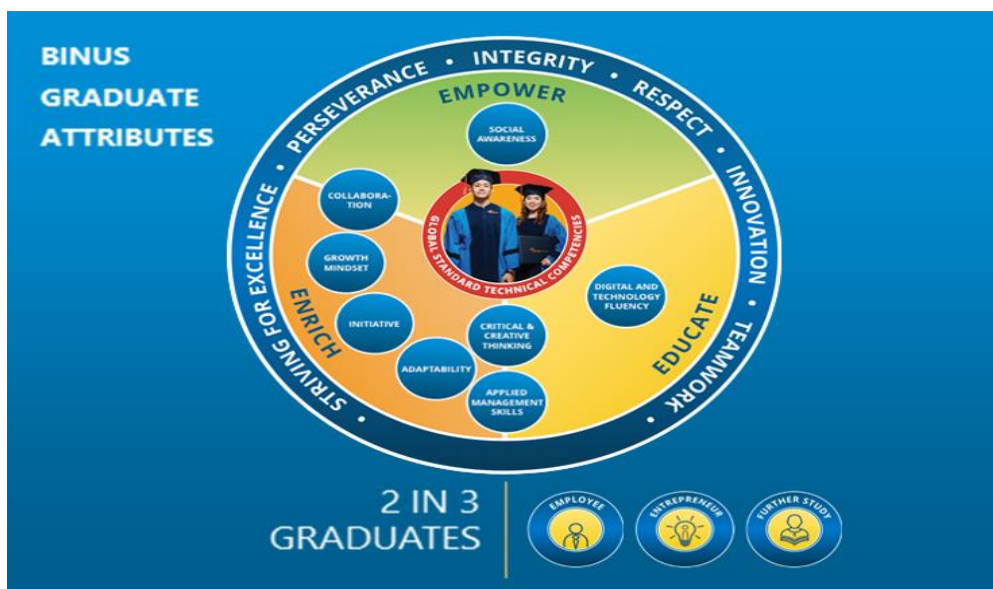 BINUS
GRADUATE
ATTRIBUTES
STRIVING FOR EXCELLENCE • PERSEVERANCE • INTEGRITY • RESPECT • INNOVATION • TEAMWORK
EMPOWER
SOCIAL
AWARENESS
COLLABORA-
TION
GROWTH
MINDSET
INITIATIVE
ADAPTABILITY
ENRICH
CRITICAL &
CREATIVE
THINKING
APPLIED
MANAGEMENT
SKILLS
DIGITAL AND
TECHNOLOGY
FLUENCY
EDUCATE
GLOBAL STANDARD TECHNICAL COMPETENCIES
2 IN 3
GRADUATES
EMPLOYEE
ENTREPRENEUR
FURTHER STUDY